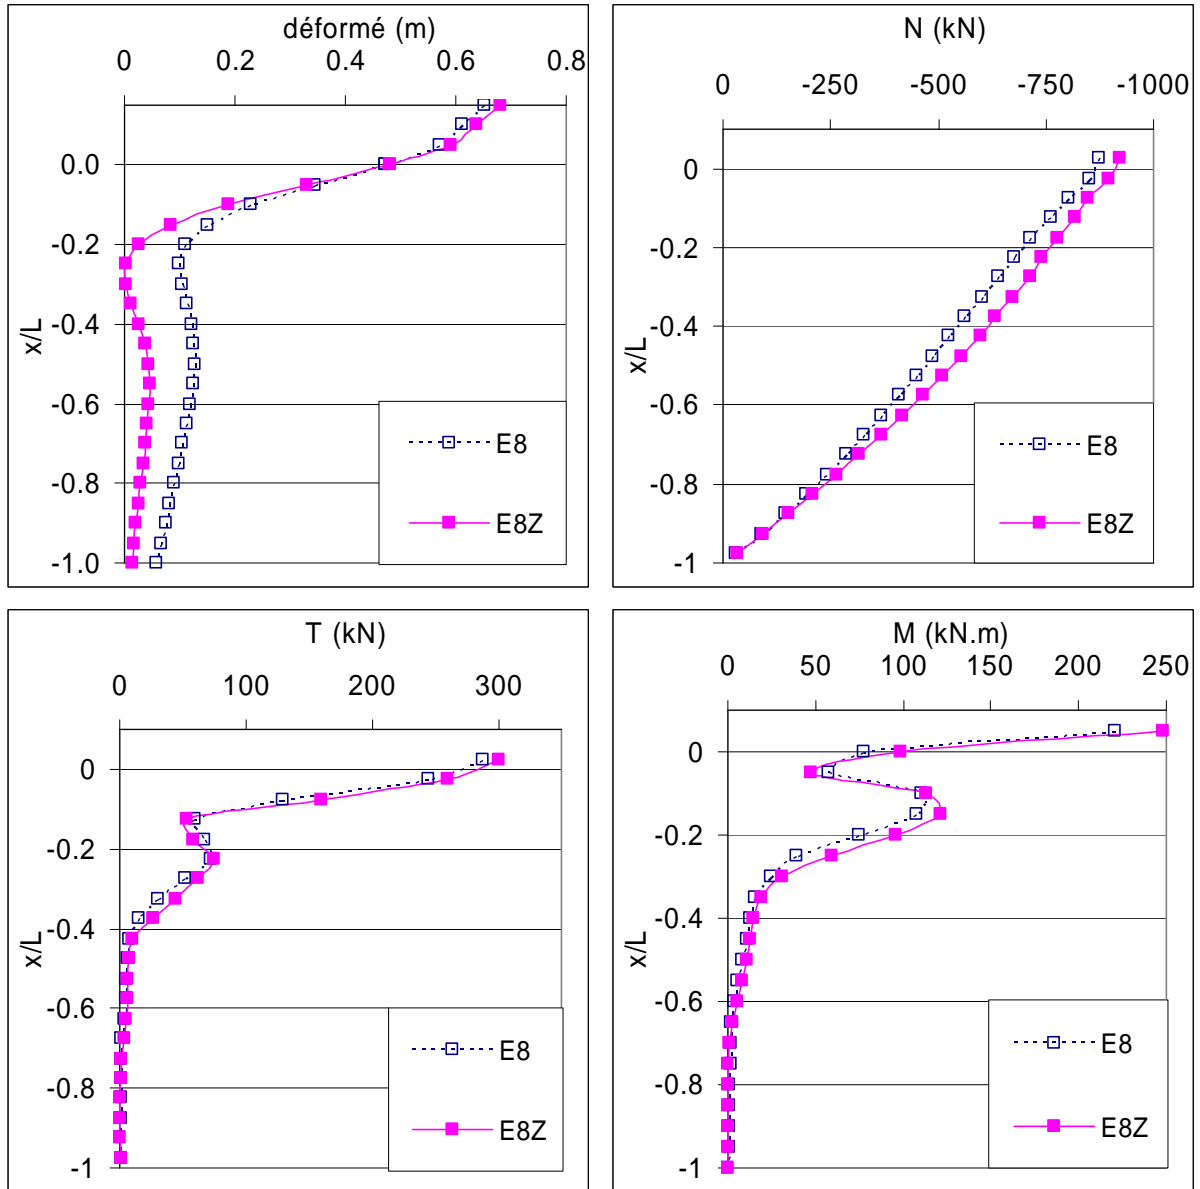 déformé (m)
0 0.2 0.4 0.6 0.8
0.0
-0.2
-0.4
-0.6
-0.8
-1.0
x/L
E8
E8Z
N (kN)
0 -250 -500 -750 -1000
0
-0.2
-0.4
-0.6
-0.8
-1
x/L
E8
E8Z
T (kN)
0 100 200 300
0
-0.2
-0.4
-0.6
-0.8
-1
x/L
E8
E8Z
M (kN.m)
0 50 100 150 200 250
0
-0.2
-0.4
-0.6
-0.8
-1
x/L
E8
E8Z